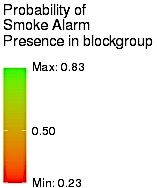 Probability of
Smoke Alarm
Presence in blockgroup
Max: 0.83
0.50
Min: 0.23